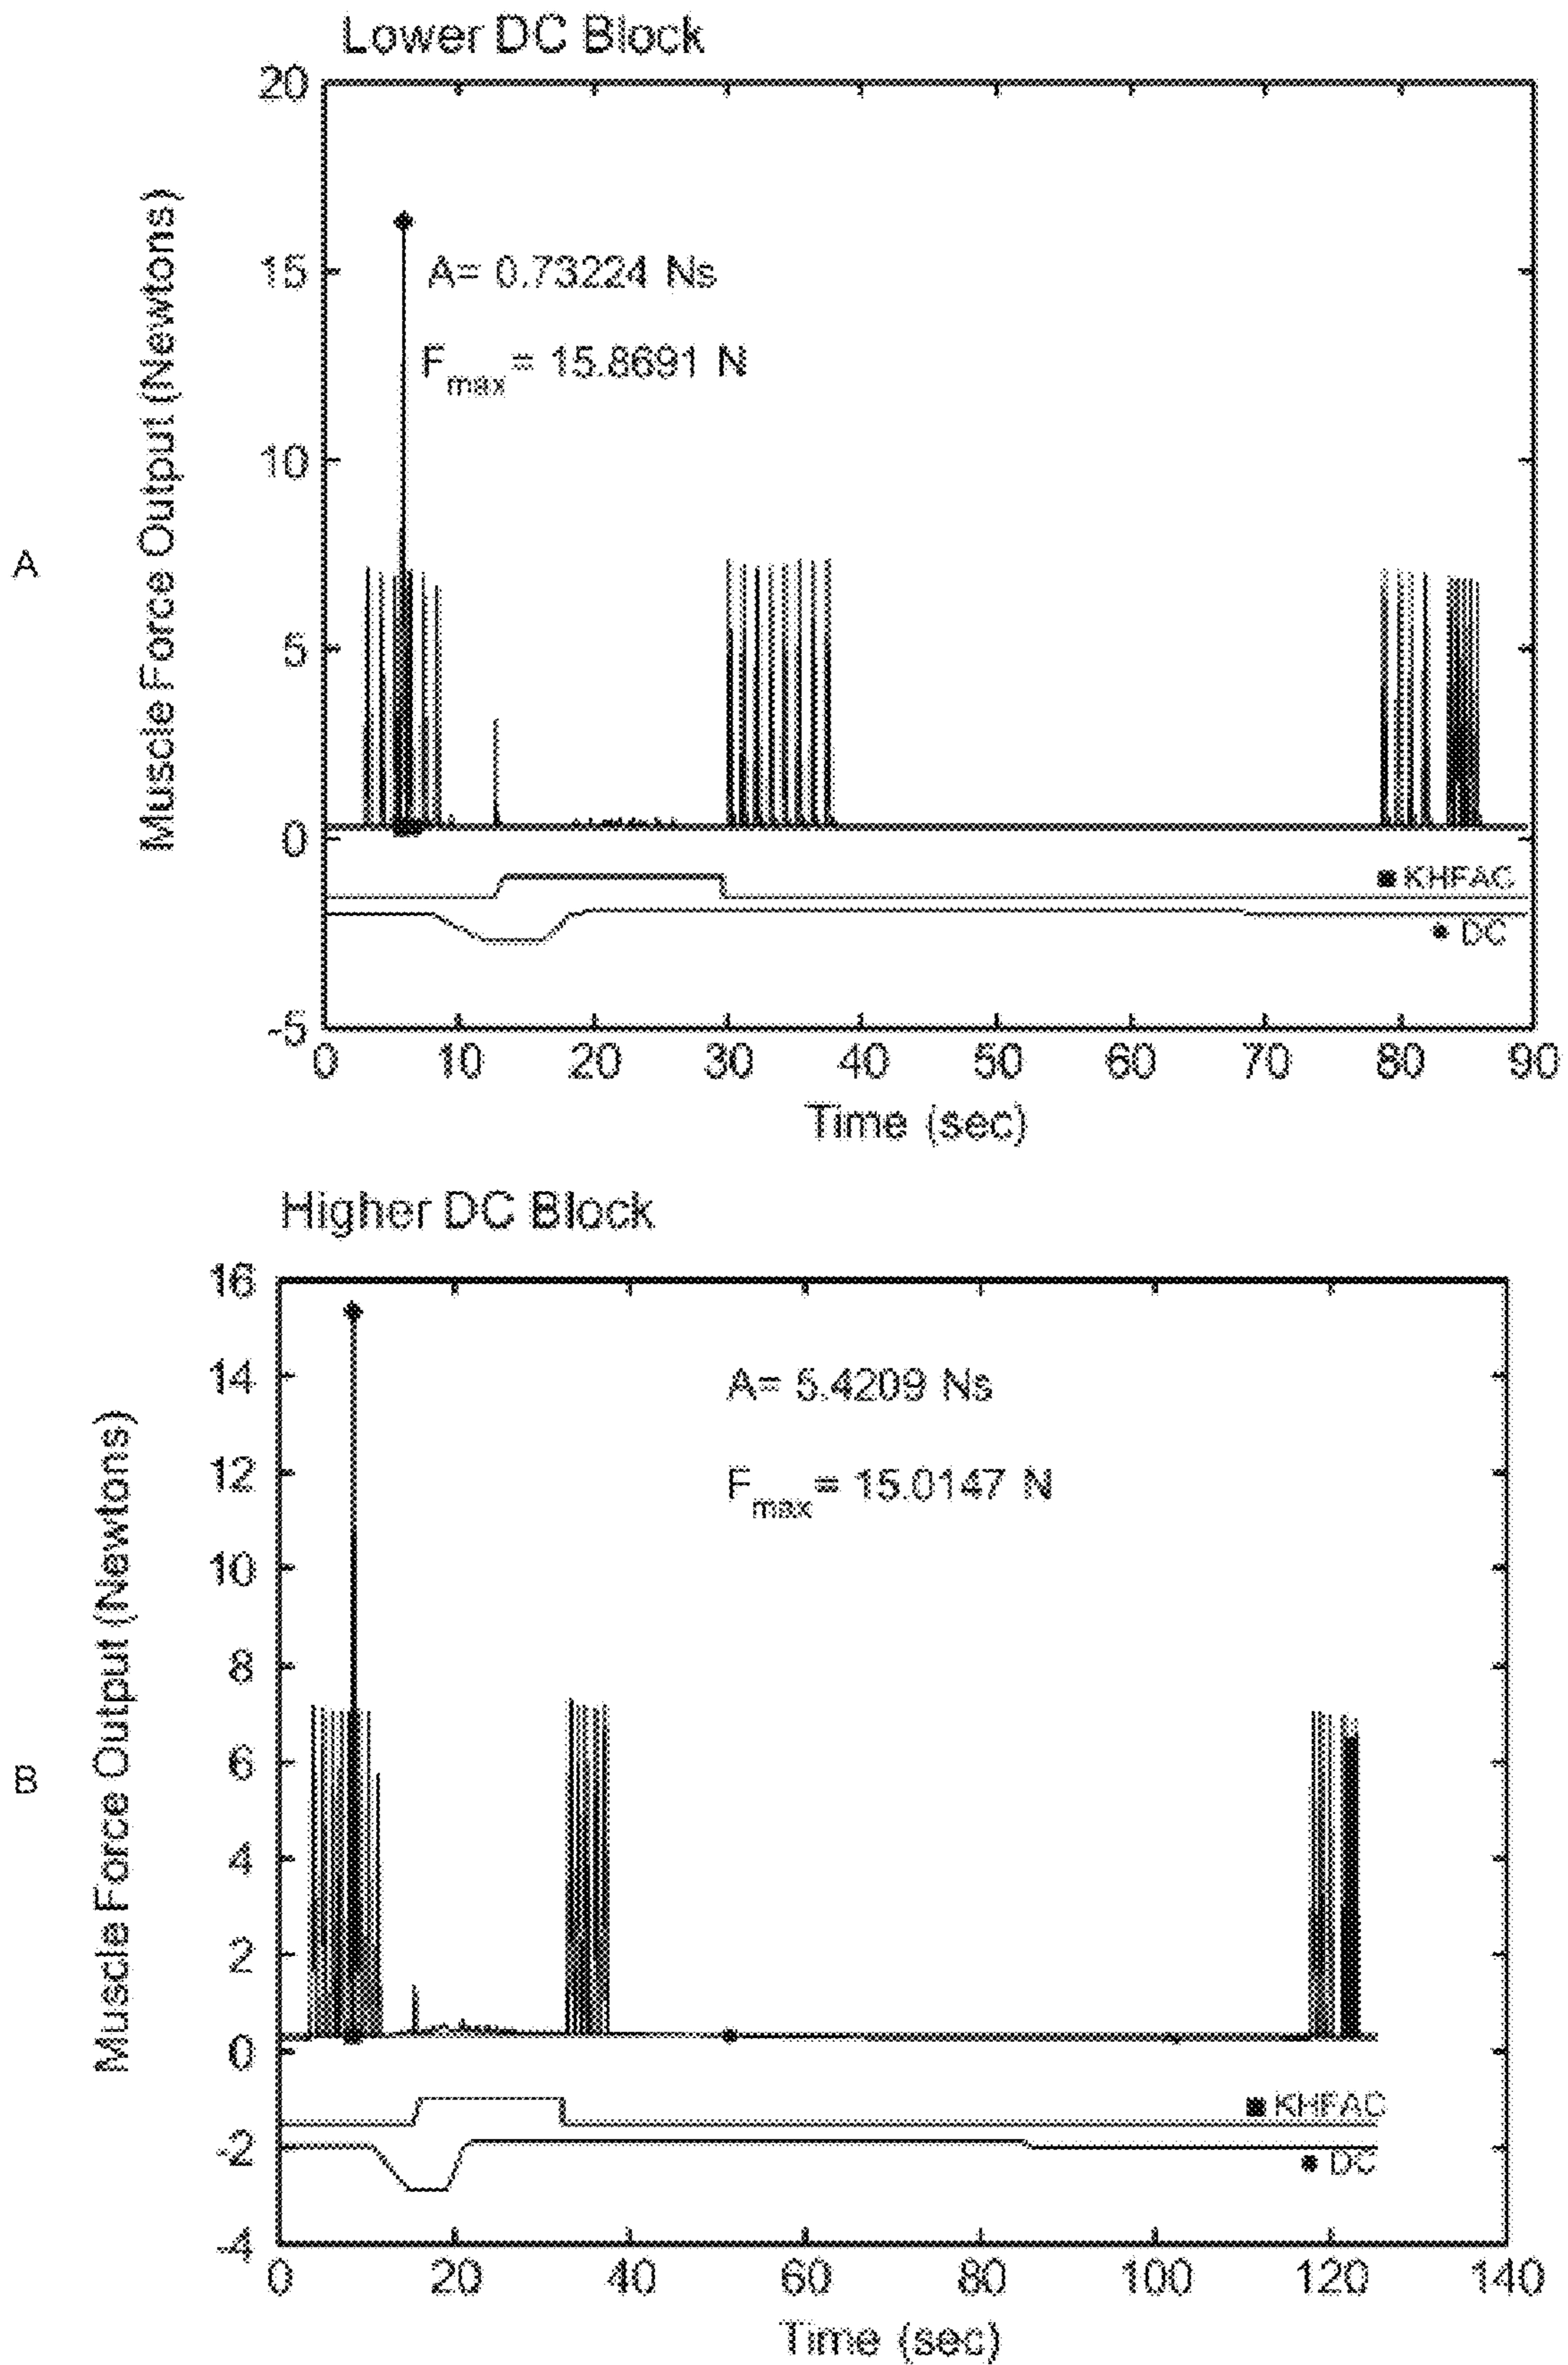 Lower DC Block
20
15
10
5
0
-5
Muscle Force Output (Newtons)
A= 0.73224 Ns
Fmax= 15.8691 N
A
KHFAC
DC
0 10 20 30 40 50 60 70 80 90
Time (sec)
Higher DC Block
16
14
12
10
8
6
4
2
0
-2
-4
Muscle Force Output (Newtons)
A= 5.4209 Ns
Fmax= 15.0147 N
B
KHFAC
DC
0 20 40 60 80 100 120 140
Time (sec)